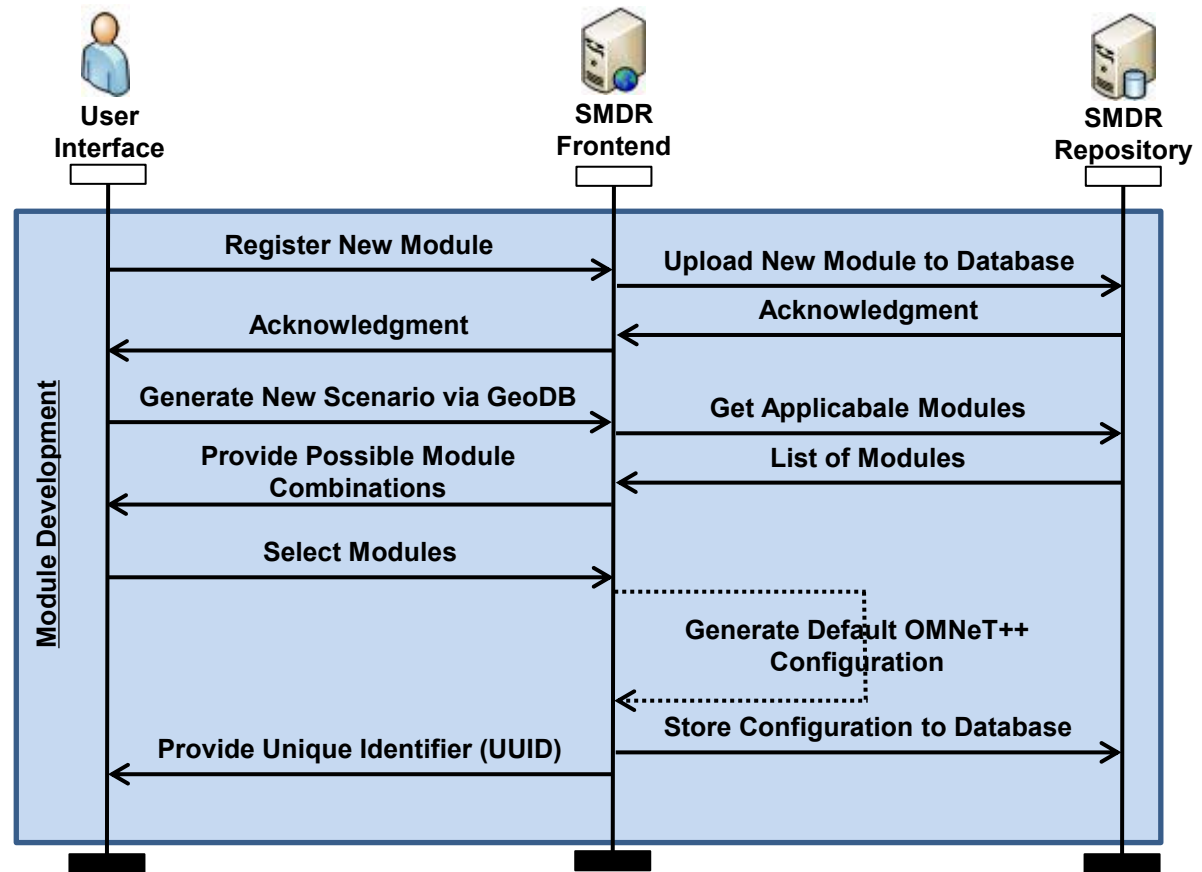 User
Interface
SMDR
Frontend
SMDR
Repository
Module Development
Register New Module
Upload New Module to Database
Acknowledgment
Acknowledgment
Generate New Scenario via GeoDB
Get Applicabale Modules
List of Modules
Provide Possible Module
Combinations
Select Modules
Generate Default OMNeT++
Configuration
Store Configuration to Database
Provide Unique Identifier (UUID)